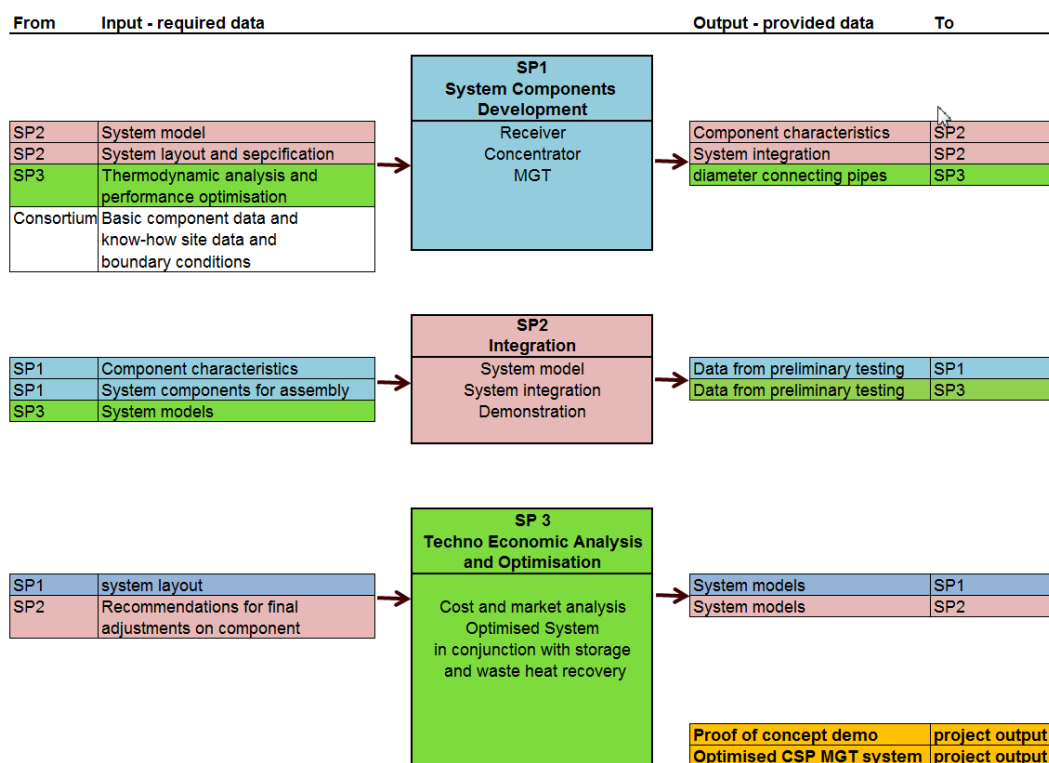 From Input - required data Output - provided data To
SP1
System Components
Development
SP2 System model Receiver Component characteristics SP2
SP2 System layout and sepcification Concentrator System integration SP2
SP3 Thermodynamic analysis and MGT diameter connecting pipes SP3
performance optimisation
Consortium Basic component data and
know-how site data and
boundary conditions
SP2
Integration
SP1 Component characteristics System model Data from preliminary testing SP1
SP1 System components for assembly System integration Data from preliminary testing SP3
SP3 System models Demonstration
SP 3
Techno Economic Analysis
and Optimisation
SP1 system layout System models SP1
SP2 Recommendations for final Cost and market analysis System models SP2
adjustments on component Optimised System
in conjunction with storage
and waste heat recovery
Proof of concept demo project output
Optimised CSP MGT system project output